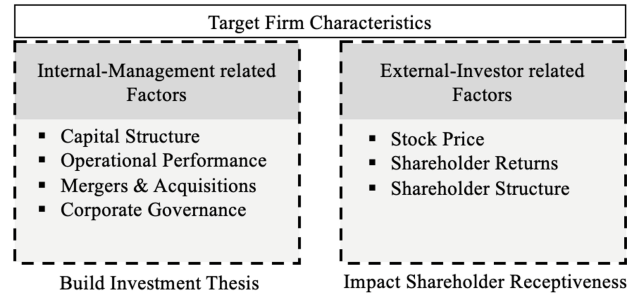 Target Firm Characteristics
Internal-Management related
Factors
▪ Capital Structure
▪ Operational Performance
▪ Mergers & Acquisitions
▪ Corporate Governance
Build Investment Thesis
External-Investor related
Factors
▪ Stock Price
▪ Shareholder Returns
▪ Shareholder Structure
Impact Shareholder Receptiveness